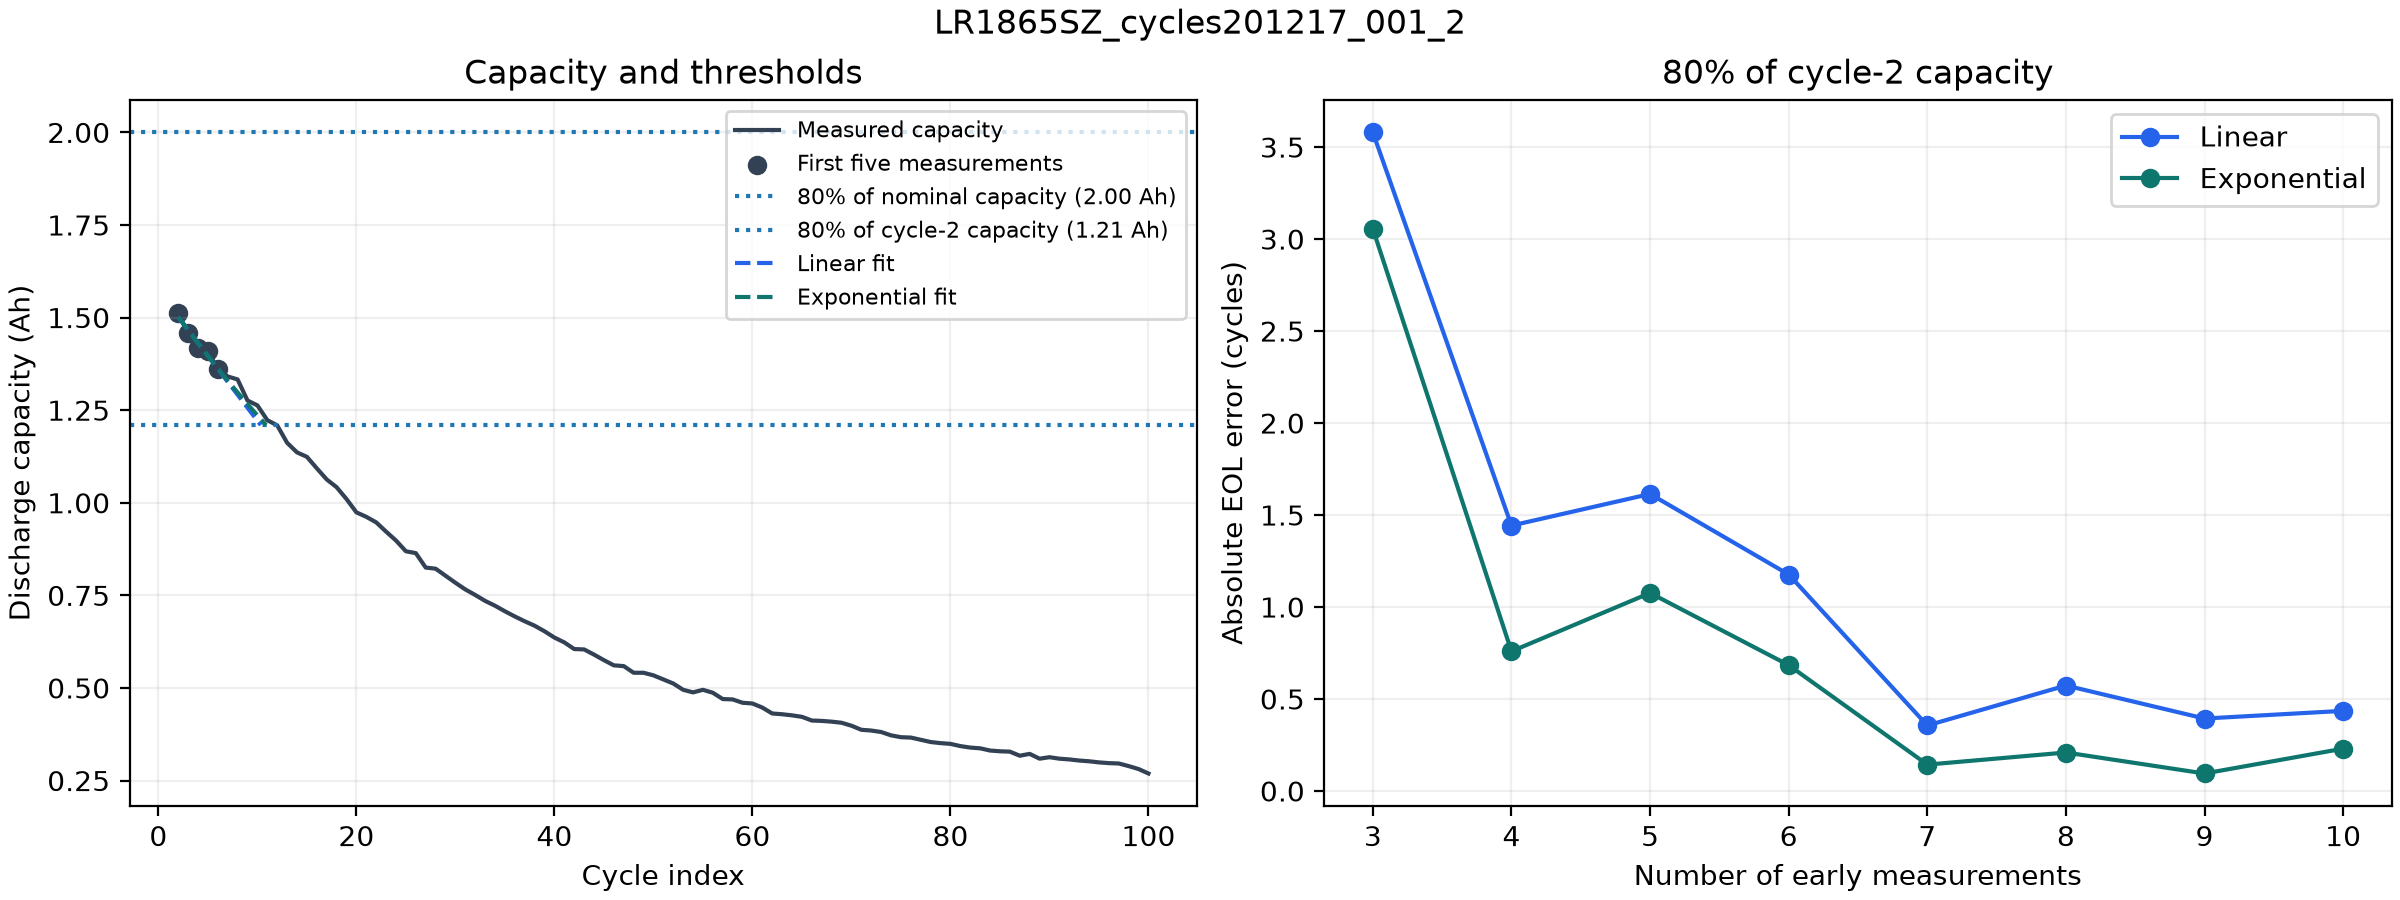 LR1865SZ_cycles201217_001_2
Capacity and thresholds
Discharge capacity (Ah)
2.00
1.75
1.50
1.25
1.00
0.75
0.50
0.25
0
20
40
60
80
100
Cycle index
Measured capacity
First five measurements
80% of nominal capacity (2.00 Ah)
80% of cycle-2 capacity (1.21 Ah)
Linear fit
Exponential fit
80% of cycle-2 capacity
Absolute EOL error (cycles)
3.5
3.0
2.5
2.0
1.5
1.0
0.5
0.0
3
4
5
6
7
8
9
10
Number of early measurements
Linear
Exponential